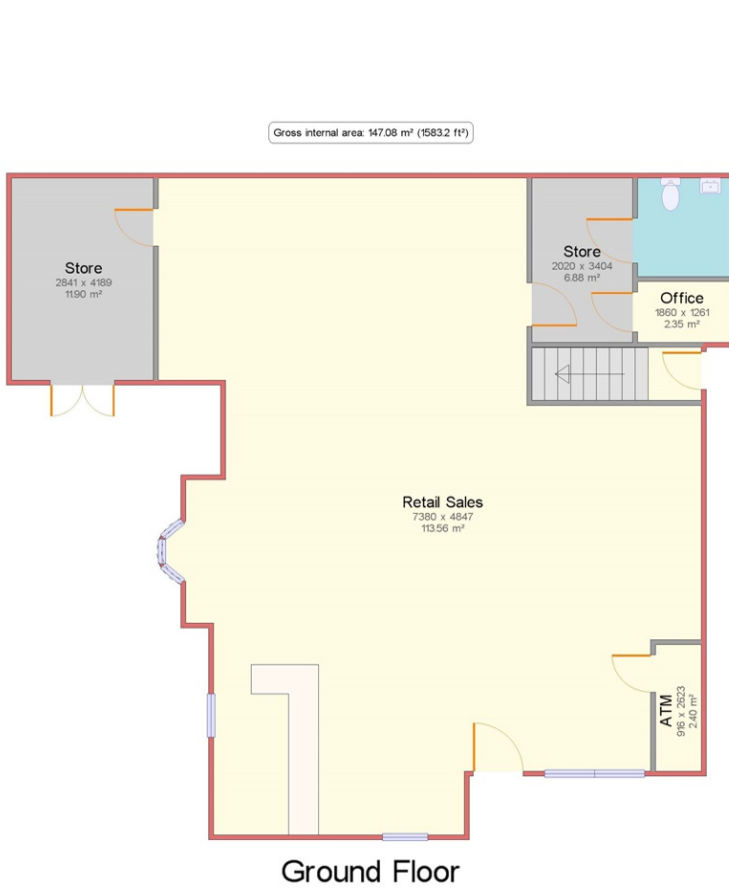 Gross internal area: 147.08 m² (1583.2 ft²)
Store
2841 x 4189
11.90 m²
Store
2020 x 3404
6.88 m²
Office
1860 x 1261
2.35 m²
Retail Sales
7380 x 4847
113.56 m²
ATM
916 x 2623
2.40 m²
Ground Floor